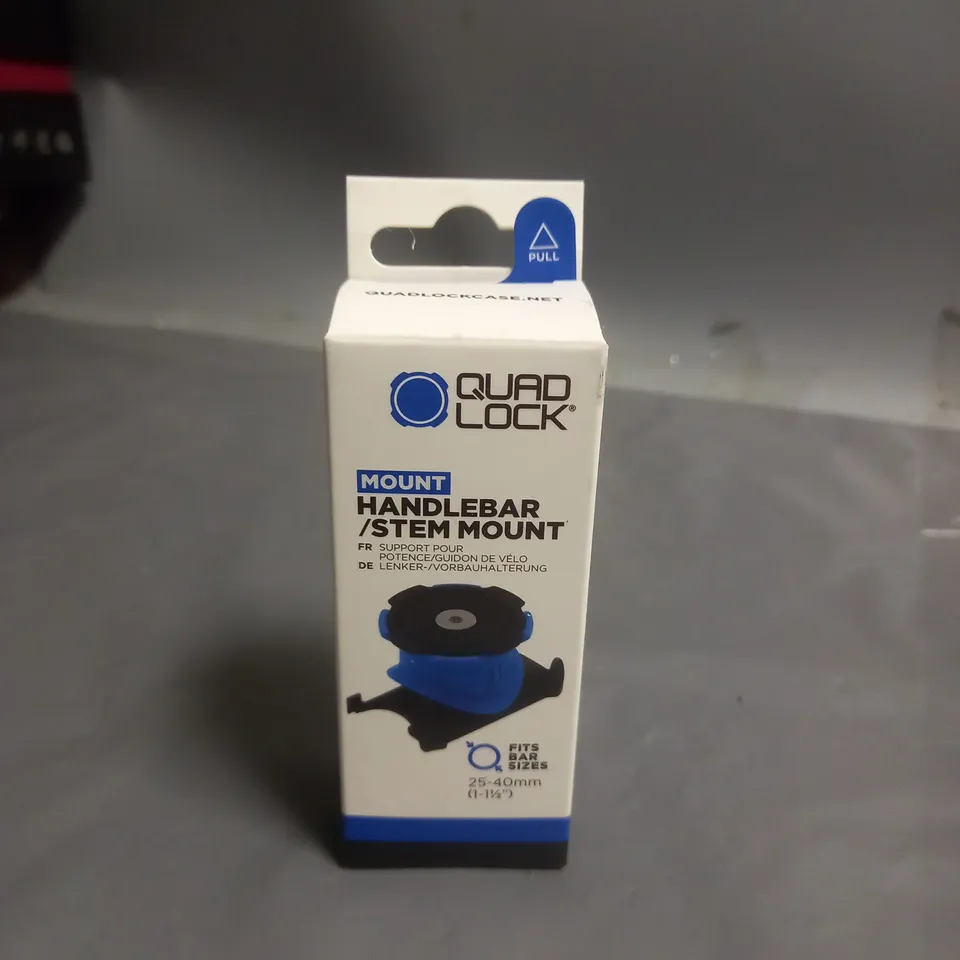 PULL
QUADLOCKCASE.NET
QUAD
LOCK®
MOUNT
HANDLEBAR
/STEM MOUNT
FR SUPPORT POUR
POTENCE/GUIDON DE VÉLO
DE LENKER-/VORBAUHALTERUNG
FITS
BAR
SIZES
25-40mm
(1-1½")